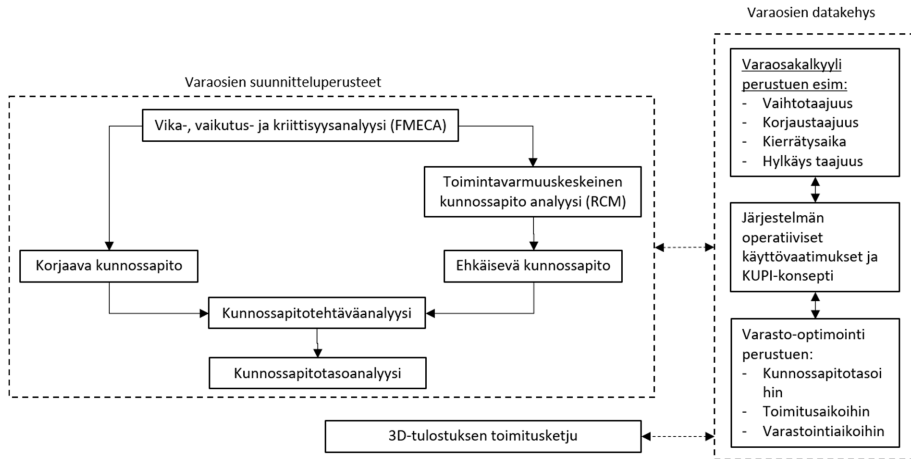 Varaosien datakehys
Varaosien suunnitteluperusteet
Vika-, vaikutus- ja kriittisyysanalyysi (FMECA)
Toimintavarmuuskeskeinen
kunnossapito analyysi (RCM)
Korjaava kunnossapito
Ehkäisevä kunnossapito
Kunnossapitotehtäväanalyysi
Kunnossapitotasoanalyysi
3D-tulostuksen toimitusketju
Varaosakalkyyli
perustuen esim:
- Vaihtotaajuus
- Korjaustaajuus
- Kierrätysaika
- Hylkäys taajuus
Järjestelmän
operatiiviset
käyttövaatimukset ja
KUPI-konsepti
Varasto-optimointi
perustuen:
- Kunnossapitotasoi
hin
- Toimitusaikoihin
- Varastointiaikoihin